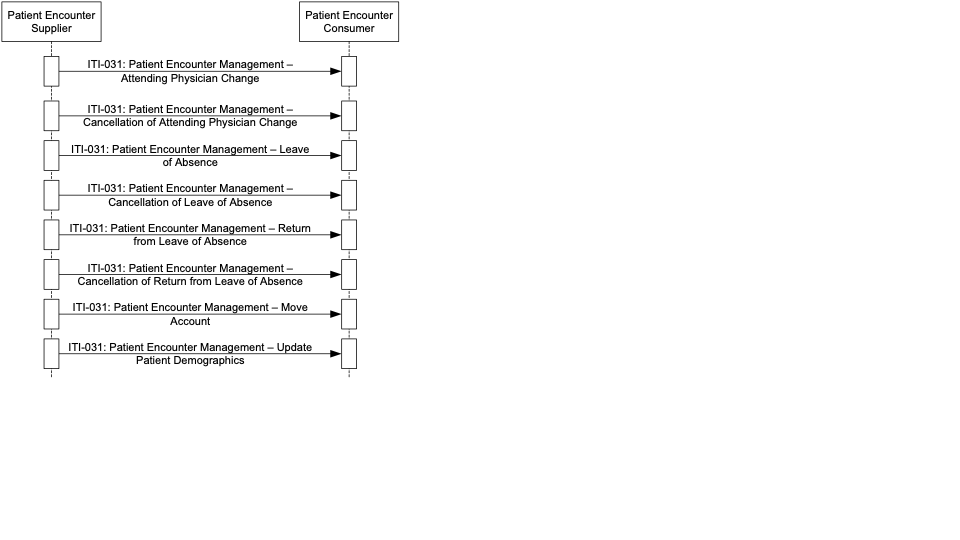 Patient Encounter
Supplier
Patient Encounter
Consumer
ITI-031: Patient Encounter Management –
Attending Physician Change
ITI-031: Patient Encounter Management –
Cancellation of Attending Physician Change
ITI-031: Patient Encounter Management – Leave
of Absence
ITI-031: Patient Encounter Management –
Cancellation of Leave of Absence
ITI-031: Patient Encounter Management – Return
from Leave of Absence
ITI-031: Patient Encounter Management –
Cancellation of Return from Leave of Absence
ITI-031: Patient Encounter Management – Move
Account
ITI-031: Patient Encounter Management – Update
Patient Demographics